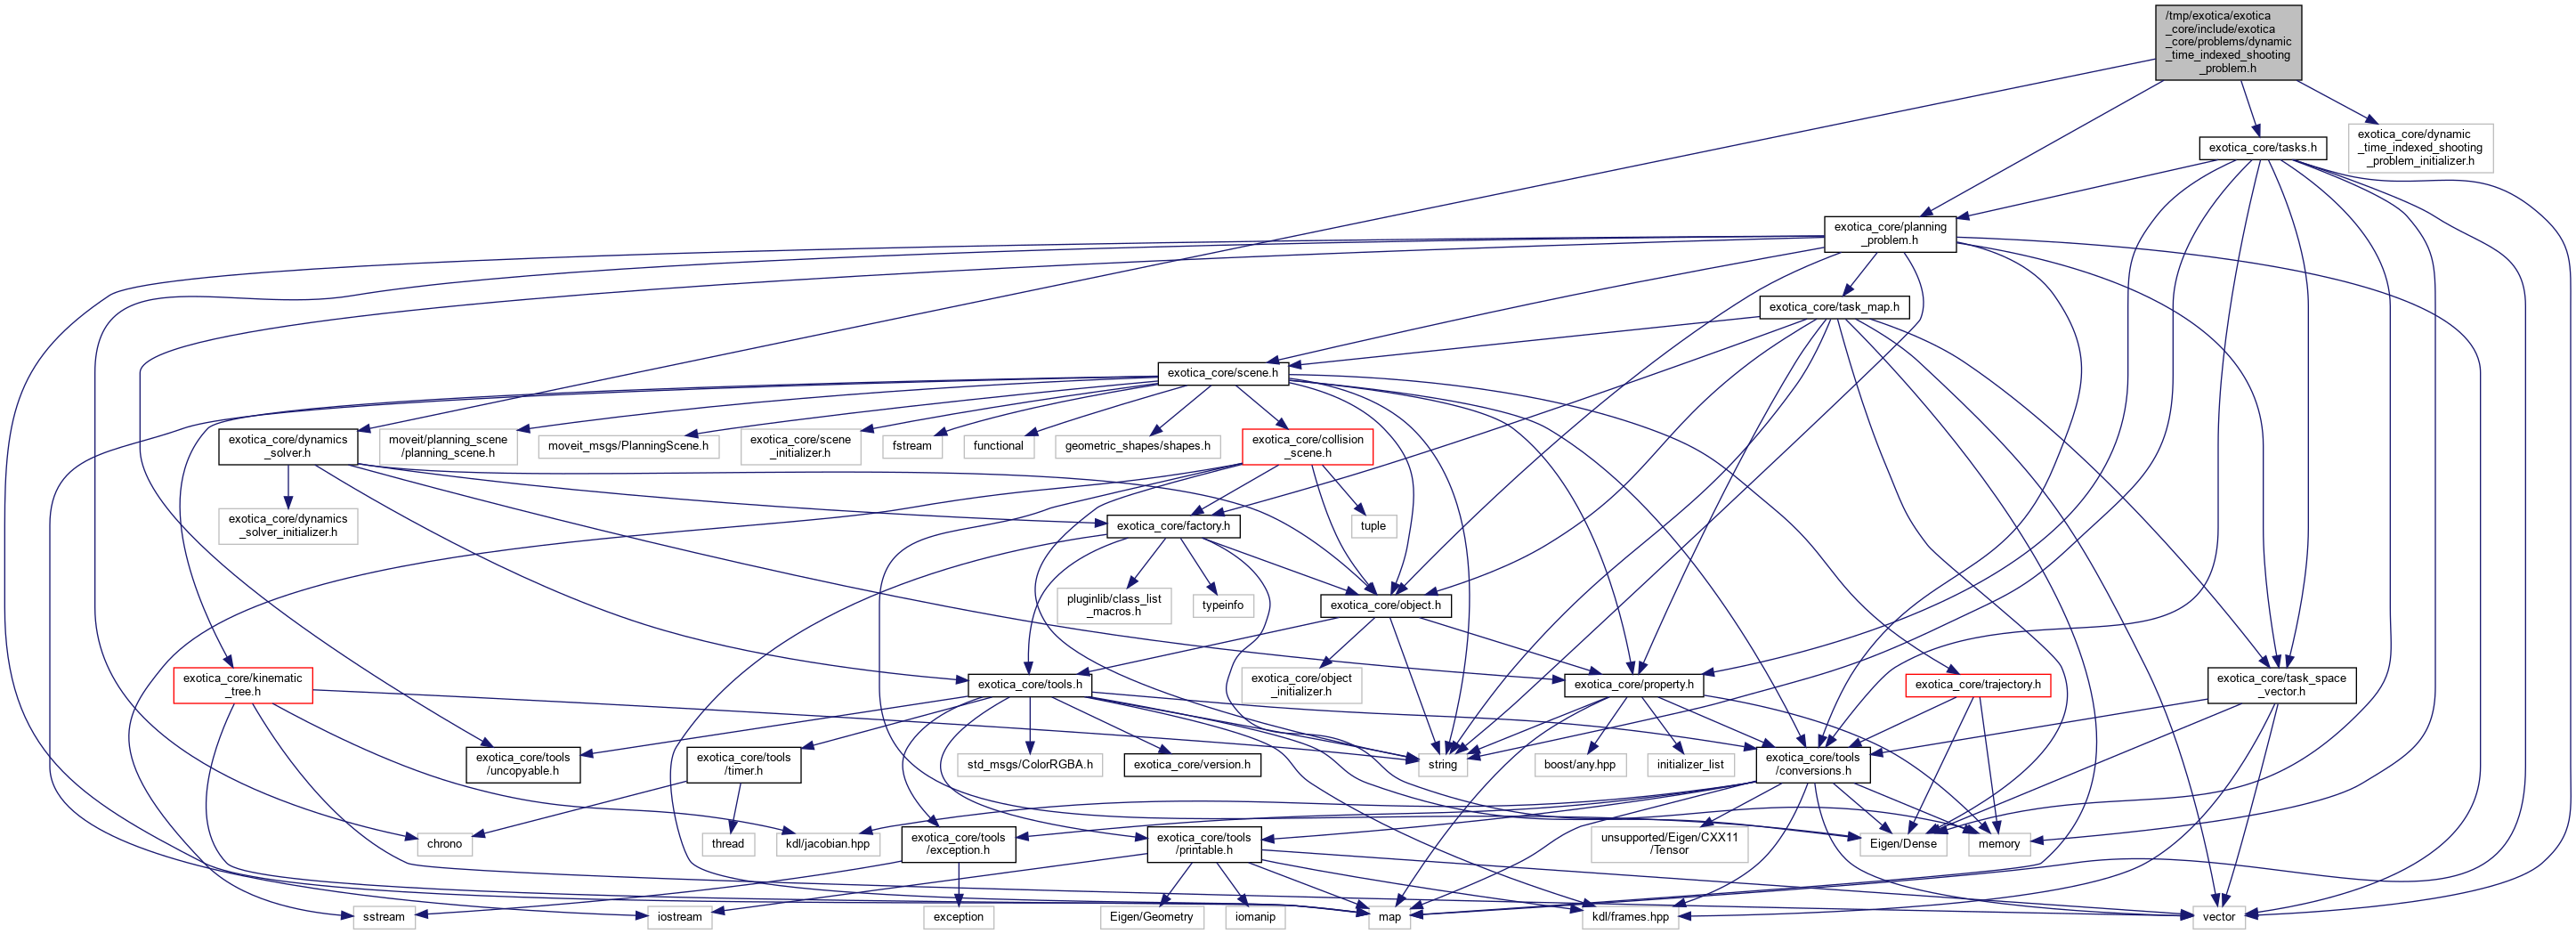 /tmp/exotica/exotica
_core/include/exotica
_core/problems/dynamic
_time_indexed_shooting
_problem.h
exotica_core/dynamic
_time_indexed_shooting
_problem_initializer.h
exotica_core/tasks.h
exotica_core/planning
_problem.h
exotica_core/task_map.h
exotica_core/scene.h
exotica_core/dynamics
_solver.h
moveit/planning_scene
/planning_scene.h
moveit_msgs/PlanningScene.h
exotica_core/scene
_initializer.h
fstream
functional
geometric_shapes/shapes.h
exotica_core/collision
_scene.h
exotica_core/dynamics
_solver_initializer.h
exotica_core/factory.h
tuple
pluginlib/class_list
_macros.h
typeinfo
exotica_core/object.h
exotica_core/kinematic
_tree.h
exotica_core/tools.h
exotica_core/object
_initializer.h
exotica_core/property.h
exotica_core/trajectory.h
exotica_core/task_space
_vector.h
exotica_core/tools
/uncopyable.h
exotica_core/tools
/timer.h
std_msgs/ColorRGBA.h
exotica_core/version.h
string
boost/any.hpp
initializer_list
exotica_core/tools
/conversions.h
chrono
thread
kdl/jacobian.hpp
exotica_core/tools
/exception.h
exotica_core/tools
/printable.h
unsupported/Eigen/CXX11
/Tensor
Eigen/Dense
memory
sstream
iostream
exception
Eigen/Geometry
iomanip
map
kdl/frames.hpp
vector